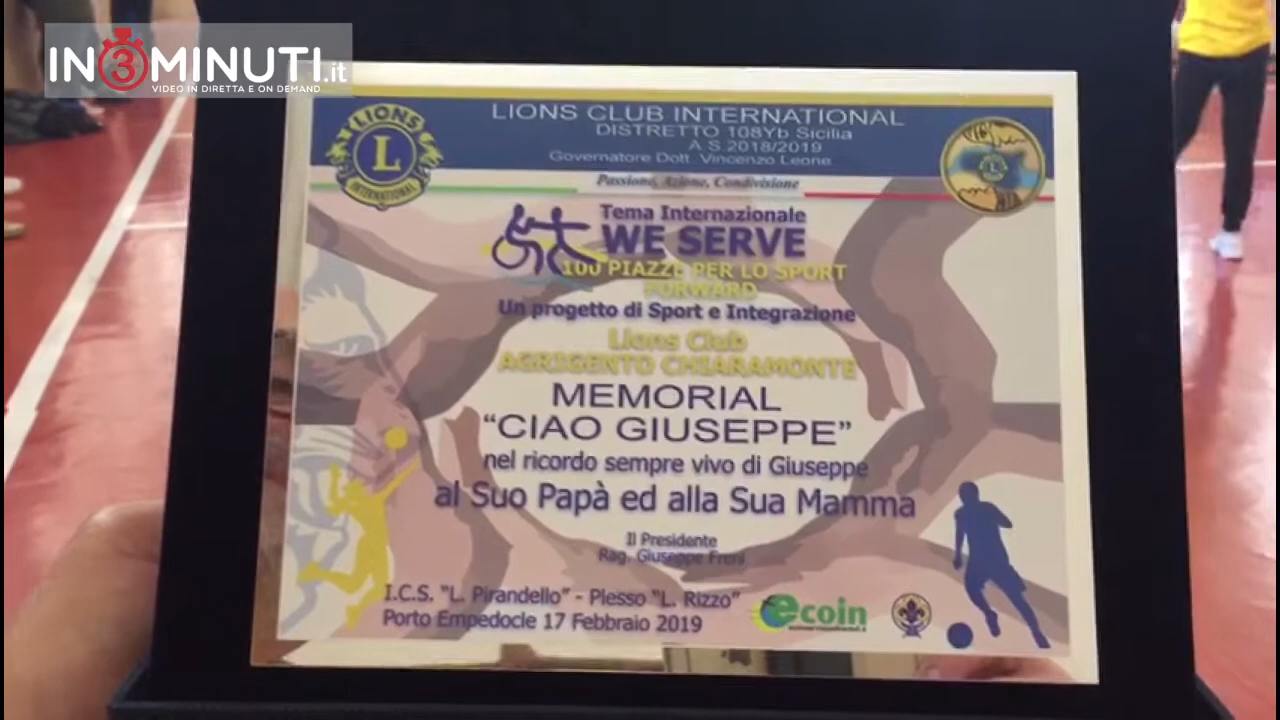 IN3MINUTI.it
VIDEO IN DIRETTA E ON DEMAND
LIONS CLUB INTERNATIONAL
DISTRETTO 108Yb Sicilia
A S.2018/2019
Governatore Dott. Vincenzo Leone
LIONS
L
INTERNATIONAL
Passione, Azione, Condivisione
Tema Internazionale
WE SERVE
100 PIAZZE PER LO SPORT
FORWARD
Un progetto di Sport e Integrazione
Lions Club
AGRIGENTO CHIARAMONTE
MEMORIAL
“CIAO GIUSEPPE”
nel ricordo sempre vivo di Giuseppe
al Suo Papà ed alla Sua Mamma
Il Presidente
Rag. Giuseppe Freni
I.C.S. “L. Pirandello” - Plesso “L. Rizzo”
Porto Empedocle 17 Febbraio 2019
ecoin